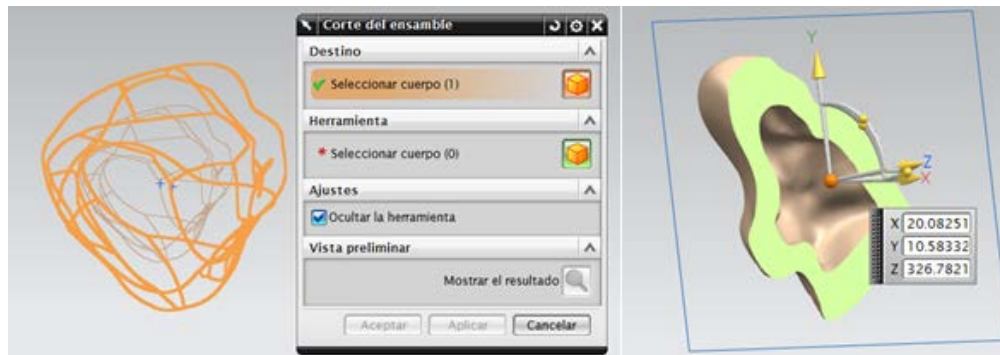 Corte del ensamble
Destino
Seleccionar cuerpo (1)
Herramienta
* Seleccionar cuerpo (0)
Ajustes
Ocultar la herramienta
Vista preliminar
Mostrar el resultado
Aceptar Aplicar Cancelar
Y
Z
X
X 20.08251
Y 10.58332
Z 326.7821